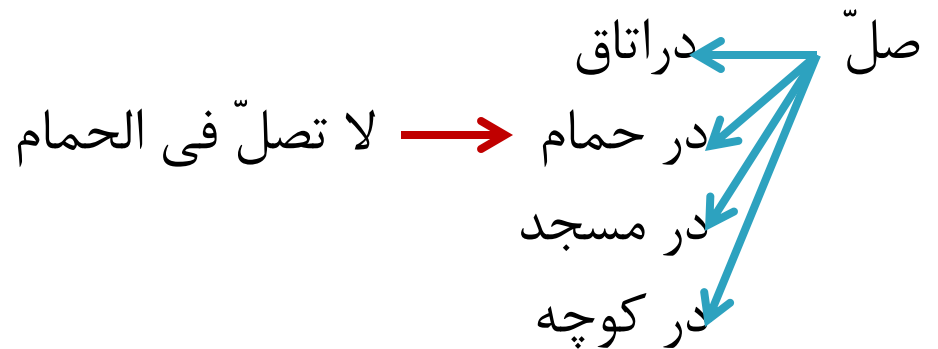 صلّ
دراتاق
در حمام
لا تصلّ فی الحمام
در مسجد
در کوچه